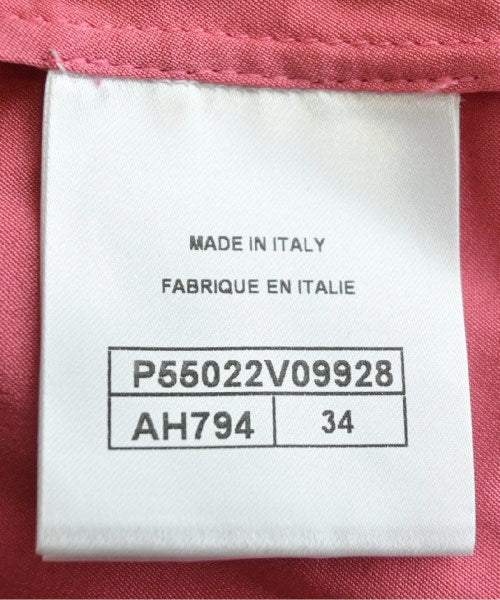 MADE IN ITALY
FABRIQUE EN ITALIE
P55022V09928
AH794 34